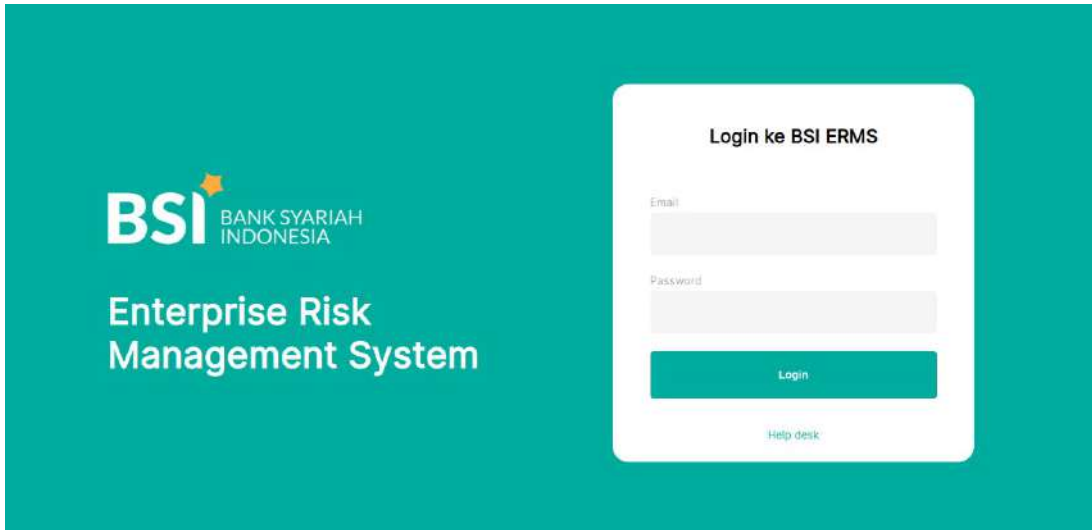 BSI BANK SYARIAH
INDONESIA
Enterprise Risk
Management System
Login ke BSI ERMS
Email
Password
Login
Help desk